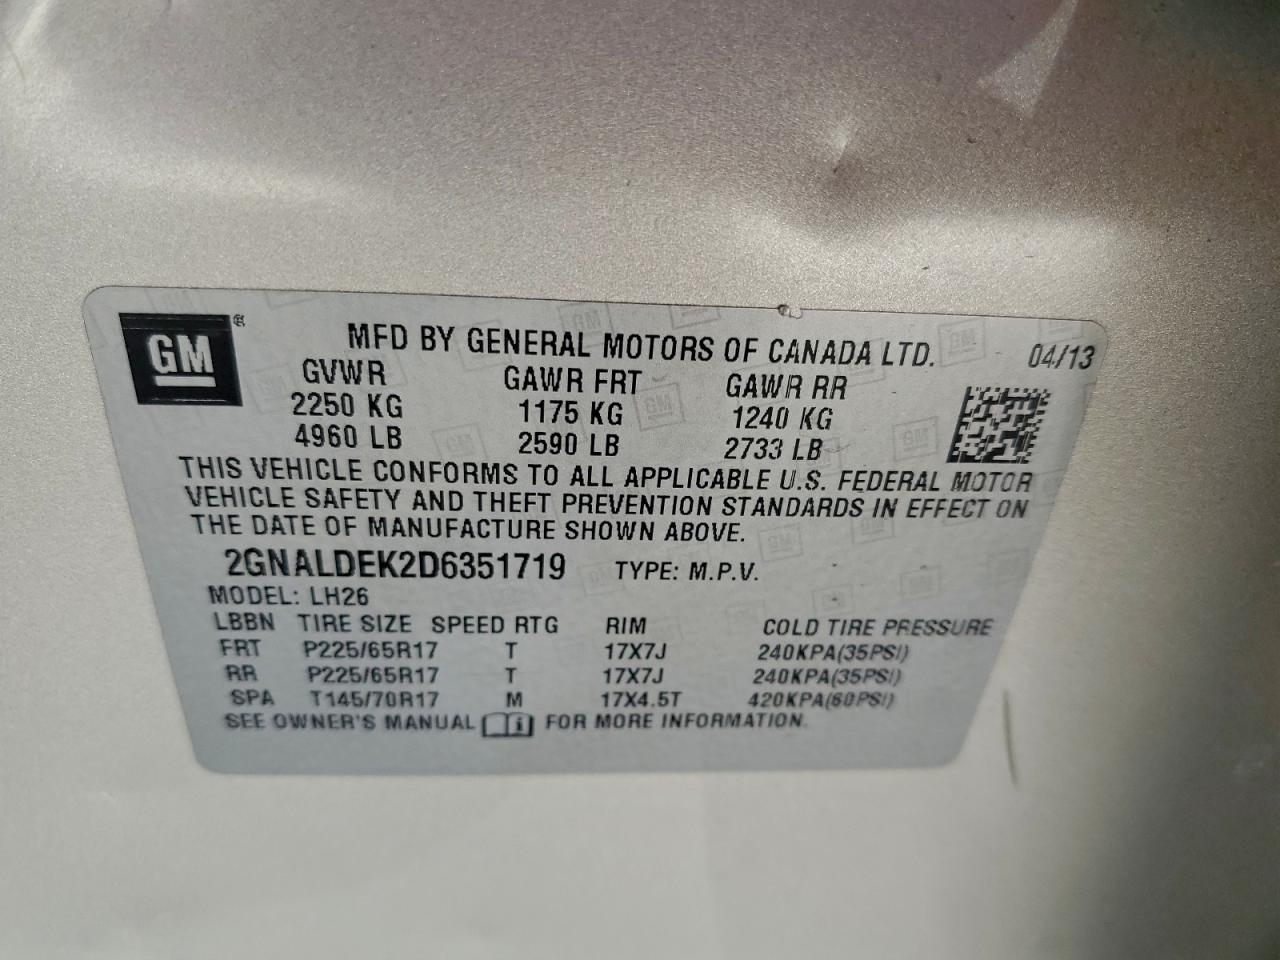 GM®
MFD BY GENERAL MOTORS OF CANADA LTD. 04/13
GVWR GAWR FRT GAWR RR
2250 KG 1175 KG 1240 KG
4960 LB 2590 LB 2733 LB
THIS VEHICLE CONFORMS TO ALL APPLICABLE U.S. FEDERAL MOTOR
VEHICLE SAFETY AND THEFT PREVENTION STANDARDS IN EFFECT ON
THE DATE OF MANUFACTURE SHOWN ABOVE.
2GNALDEK2D6351719 TYPE: M.P.V.
MODEL: LH26
LBBN TIRE SIZE SPEED RTG RIM COLD TIRE PRESSURE
FRT P225/65R17 T 17X7J 240KPA(35PSI)
RR P225/65R17 T 17X7J 240KPA(35PSI)
SPA T145/70R17 M 17X4.5T 420KPA(60PSI)
SEE OWNER'S MANUAL i FOR MORE INFORMATION.